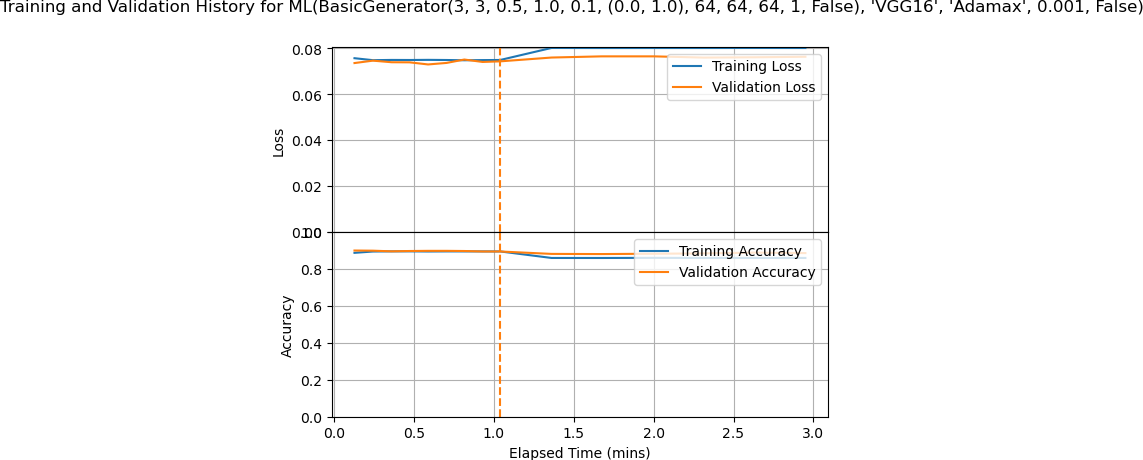 Training and Validation History for ML(BasicGenerator(3, 3, 0.5, 1.0, 0.1, (0.0, 1.0), 64, 64, 64, 1, False), 'VGG16', 'Adamax', 0.001, False)
0.08
0.06
0.04
0.02
0.00
Loss
Training Loss
Validation Loss
1.0
0.8
0.6
0.4
0.2
0.0
Accuracy
Training Accuracy
Validation Accuracy
0.0 0.5 1.0 1.5 2.0 2.5 3.0
Elapsed Time (mins)